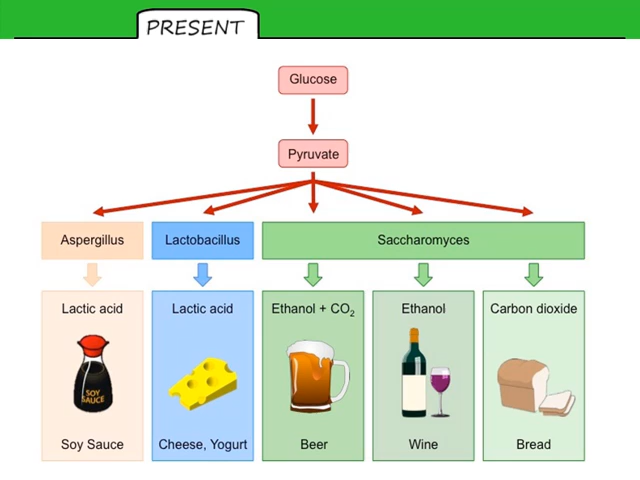 PRESENT
Glucose
Pyruvate
Aspergillus
Lactobacillus
Saccharomyces
Lactic acid
Lactic acid
Ethanol + CO₂
Ethanol
Carbon dioxide
SOY
SAUCE
Soy Sauce
Cheese, Yogurt
Beer
Wine
Bread